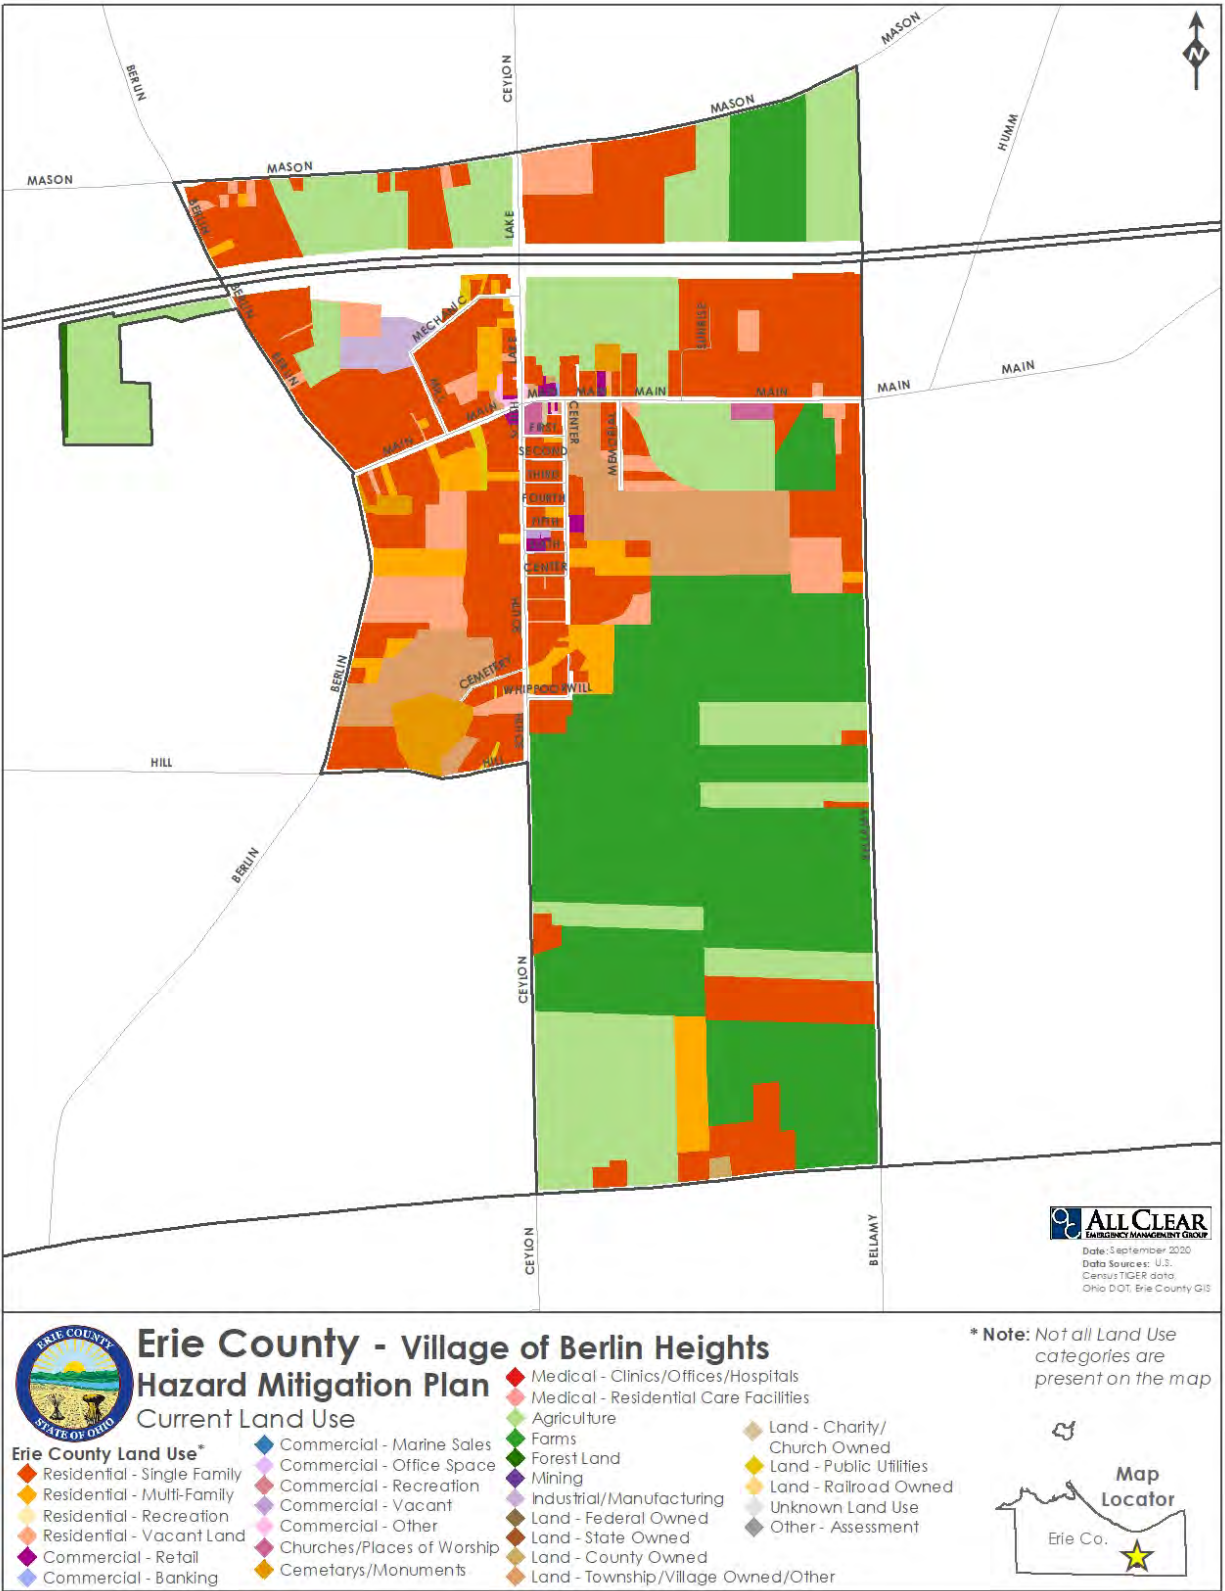 MASON
BERLIN
CEYLON
MASON
HUMM
MASON
MASON
N
BERLIN
LAKE
BERLIN
MECHANIC
LAKE
SUNRISE
BERLIN
MAIN
MAIN
MAIN
MAIN
MAIN
MAIN
MAIN
SOUTH
FIRST
CENTER
MEMORIAL
SECOND
THIRD
FOURTH
FIFTH
SIXTH
CENTER
SOUTH
BERLIN
CEMETERY
WHIPPOORWILL
SOUTH
HILL
HILL
BERLIN
BELLAMY
CEYLON
CEYLON
BELLAMY
ALL CLEAR
EMERGENCY MANAGEMENT GROUP
Date: September 2020
Data Sources: U.S.
Census TIGER data,
Ohio DOT, Erie County GIS
ERIE COUNTY
STATE OF OHIO
Erie County - Village of Berlin Heights
Hazard Mitigation Plan
Current Land Use
Erie County Land Use*
Residential - Single Family
Residential - Multi-Family
Residential - Recreation
Residential - Vacant Land
Commercial - Retail
Commercial - Banking
Commercial - Marine Sales
Commercial - Office Space
Commercial - Recreation
Commercial - Vacant
Commercial - Other
Churches/Places of Worship
Cemetarys/Monuments
Medical - Clinics/Offices/Hospitals
Medical - Residential Care Facilities
Agriculture
Farms
Forest Land
Mining
Industrial/Manufacturing
Land - Federal Owned
Land - State Owned
Land - County Owned
Land - Township/Village Owned/Other
Land - Charity/
Church Owned
Land - Public Utilities
Land - Railroad Owned
Unknown Land Use
Other - Assessment
* Note: Not all Land Use
categories are
present on the map
Map
Locator
Erie Co.